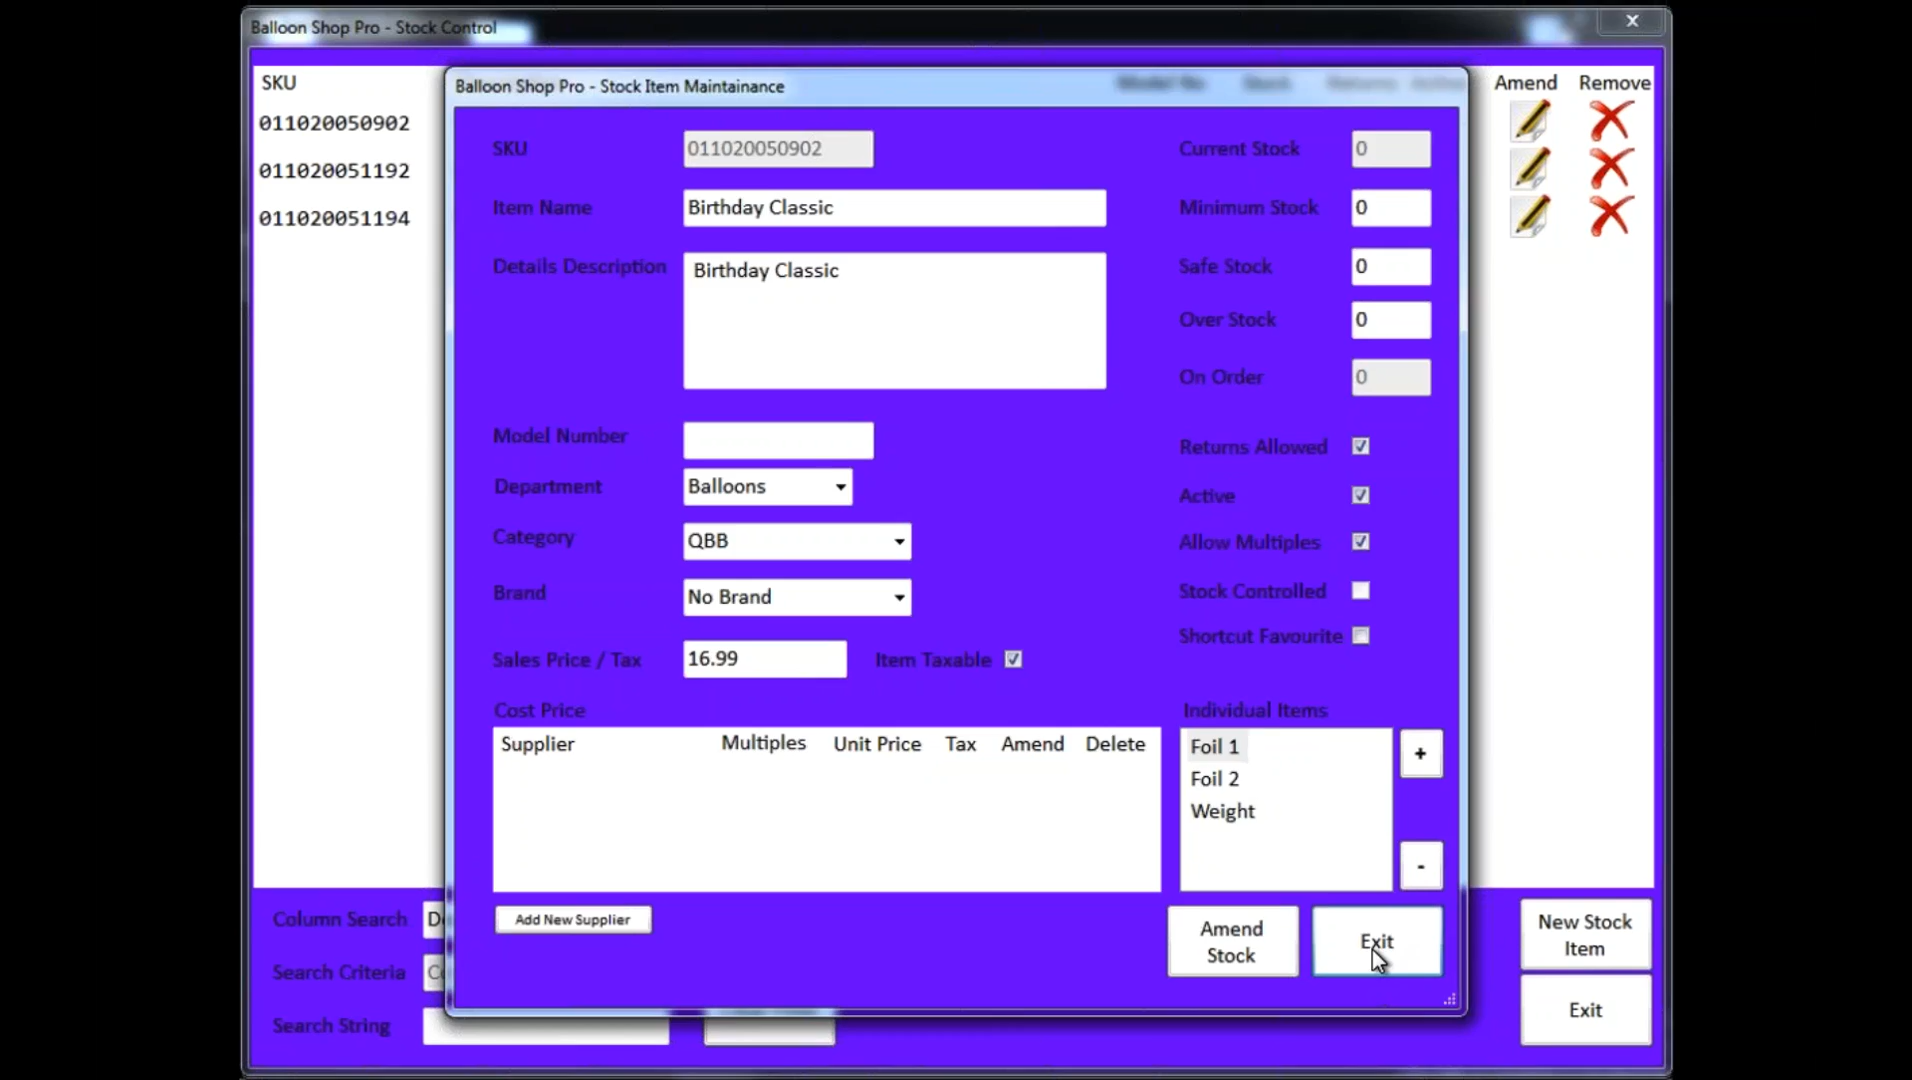 Balloon Shop Pro - Stock Control
SKU
Amend Remove
011020050902
011020051192
011020051194
Balloon Shop Pro - Stock Item Maintainance
SKU 011020050902
Item Name Birthday Classic
Details Description Birthday Classic
Model Number
Department Balloons
Category QBB
Brand No Brand
Sales Price / Tax 16.99 Item Taxable
Current Stock 0
Minimum Stock 0
Safe Stock 0
Over Stock 0
On Order 0
Returns Allowed
Active
Allow Multiples
Stock Controlled
Shortcut Favourite
Cost Price
Supplier Multiples Unit Price Tax Amend Delete
Add New Supplier
Individual Items
Foil 1
Foil 2
Weight
+
-
Amend
Stock
Exit
Column Search
Search Criteria
Search String
New Stock
Item
Exit